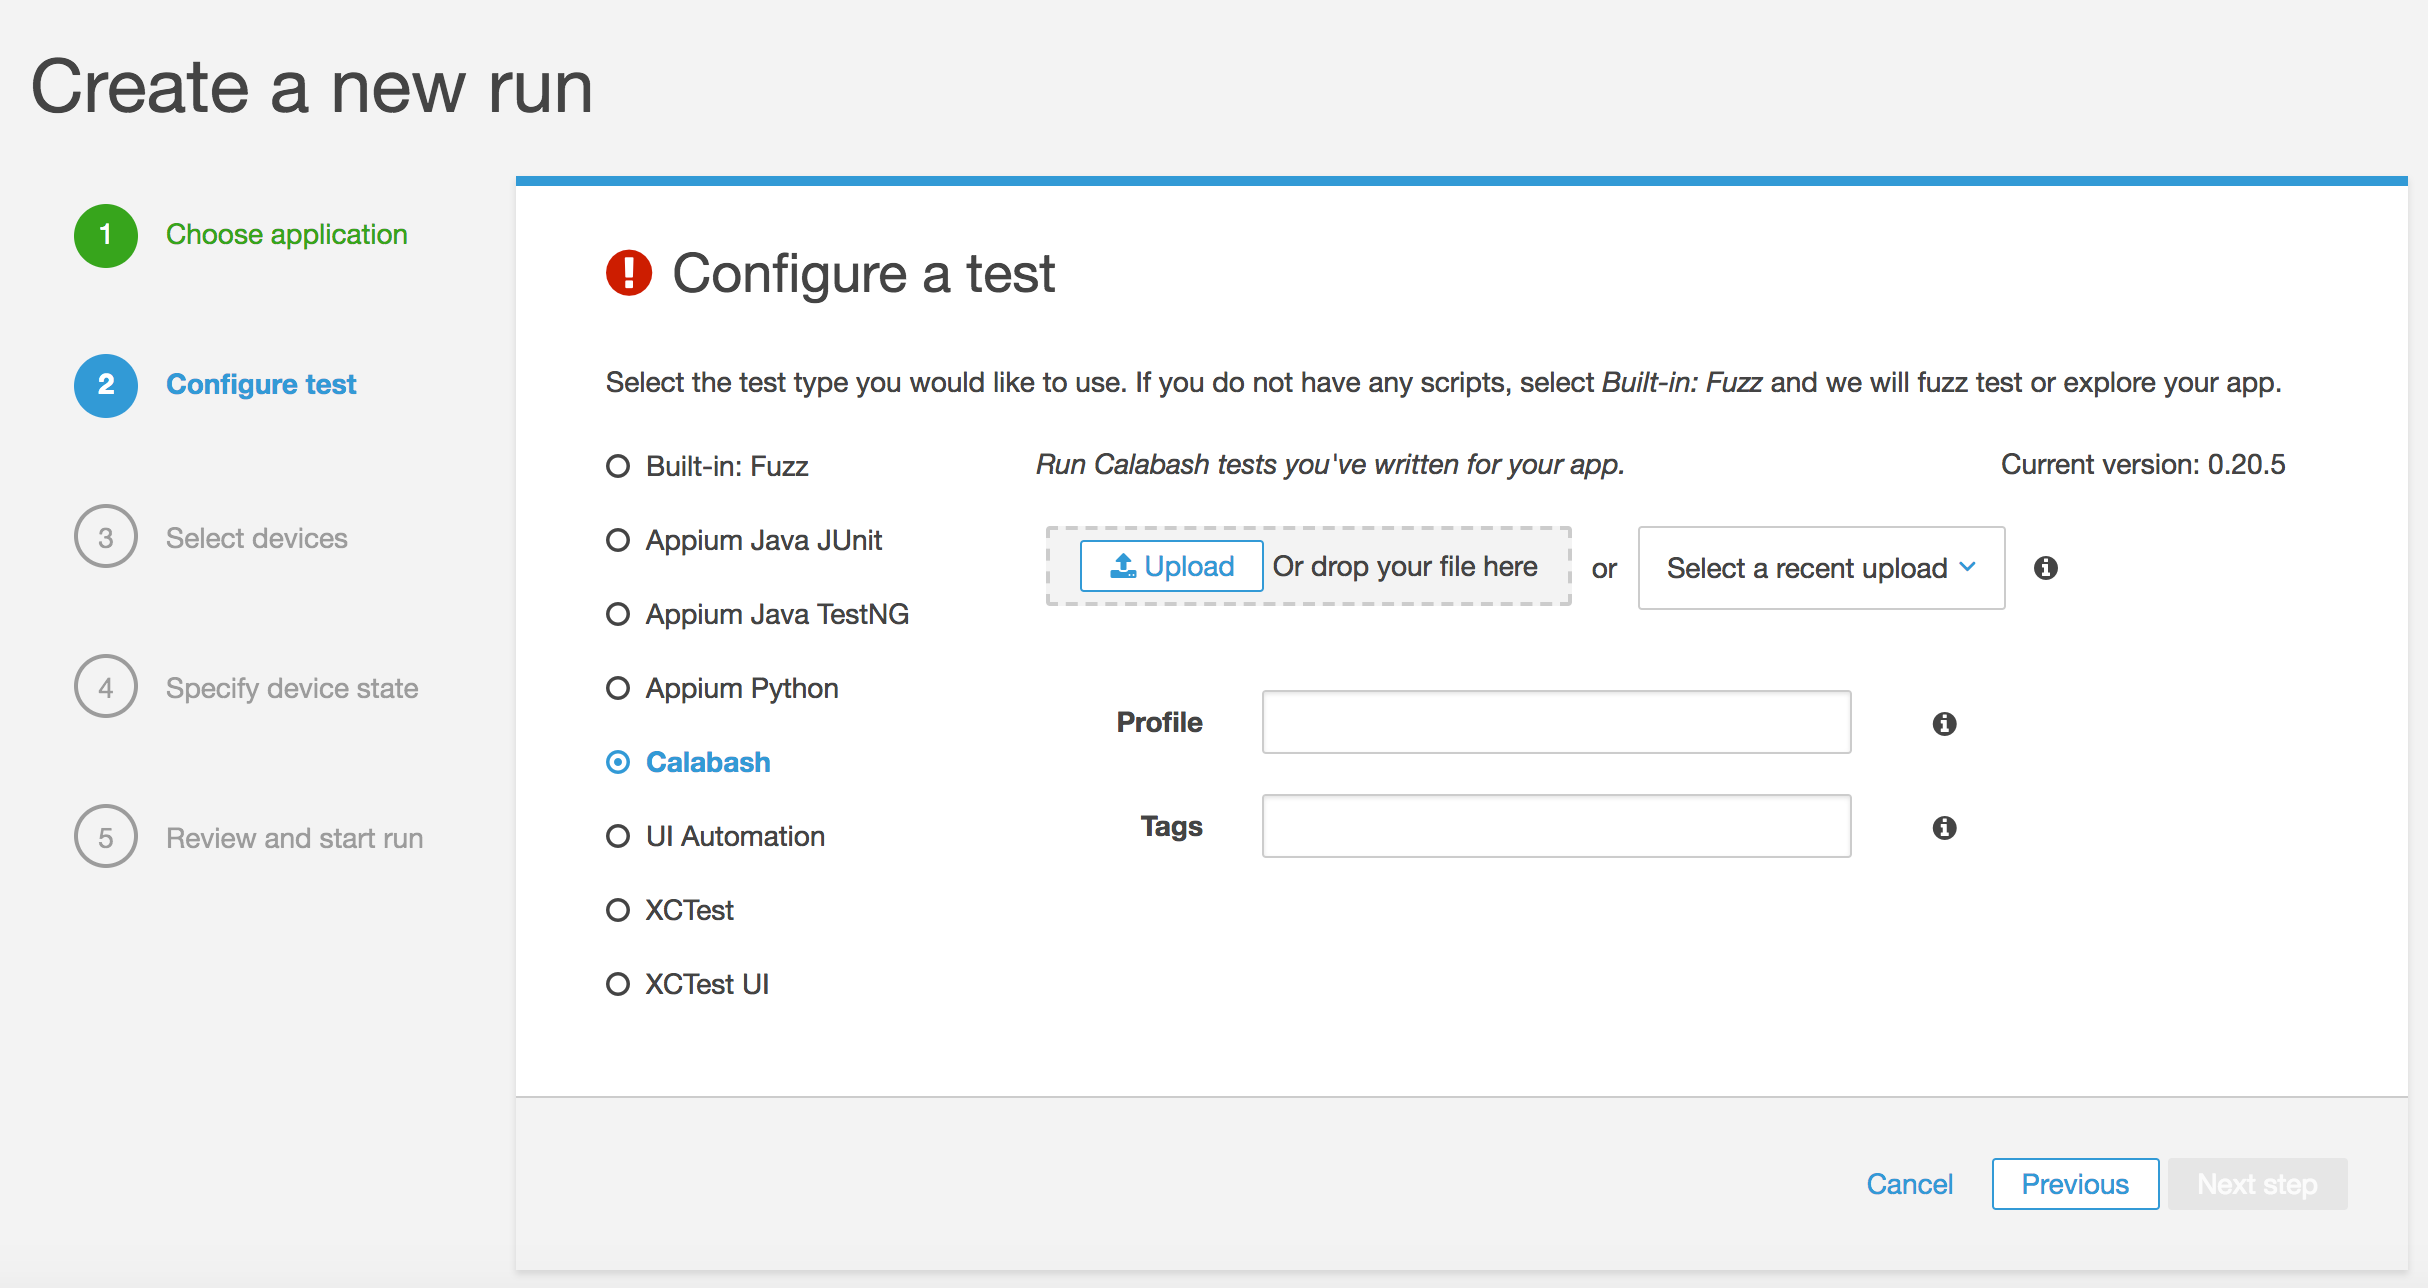 Create a new run
1 Choose application
2 Configure test
3 Select devices
4 Specify device state
5 Review and start run
Configure a test
Select the test type you would like to use. If you do not have any scripts, select Built-in: Fuzz and we will fuzz test or explore your app.
Built-in: Fuzz
Appium Java JUnit
Appium Java TestNG
Appium Python
Calabash
UI Automation
XCTest
XCTest UI
Run Calabash tests you've written for your app.
Current version: 0.20.5
Upload Or drop your file here or Select a recent upload
Profile
Tags
Cancel Previous Next step